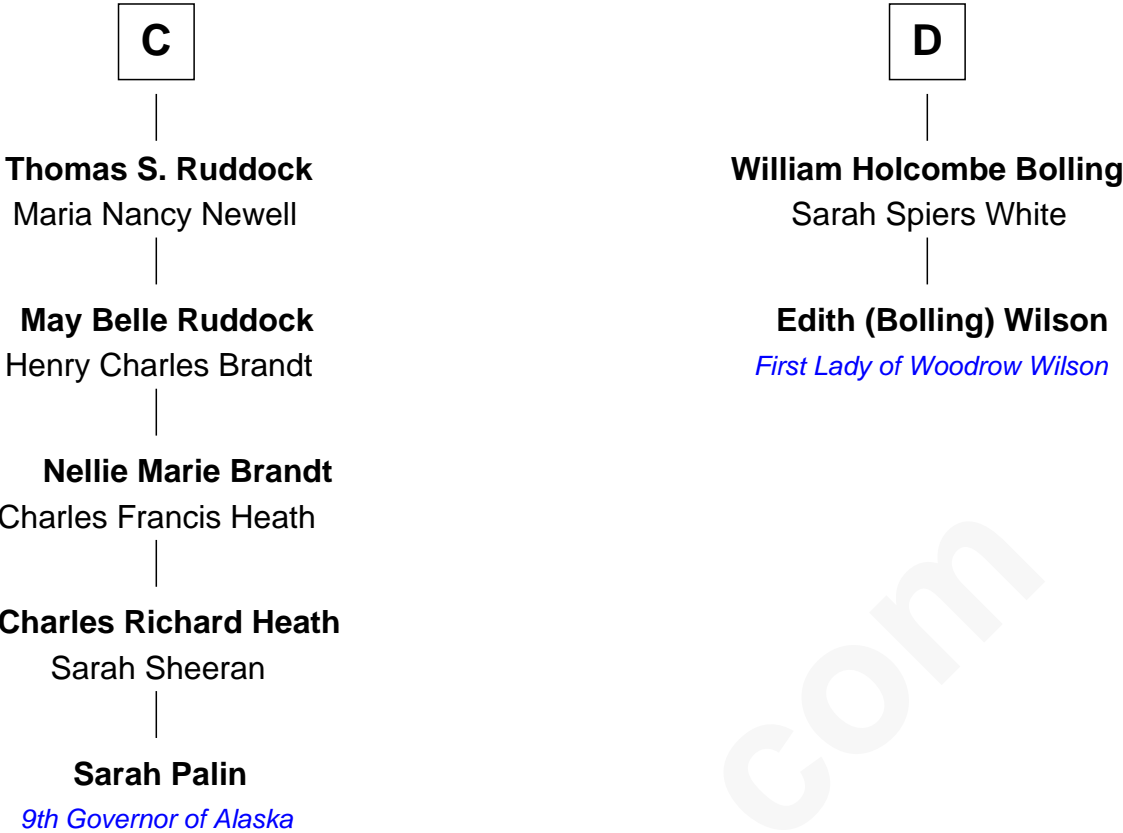 C
Thomas S. Ruddock
Maria Nancy Newell
May Belle Ruddock
Henry Charles Brandt
Nellie Marie Brandt
Charles Francis Heath
Charles Richard Heath
Sarah Sheeran
Sarah Palin
9th Governor of Alaska
D
William Holcombe Bolling
Sarah Spiers White
Edith (Bolling) Wilson
First Lady of Woodrow Wilson
com